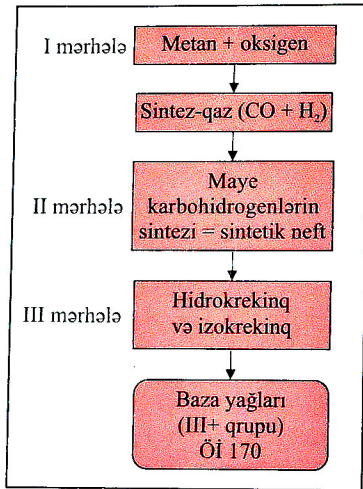 I mərhələ
Metan + oksigen
Sintez-qaz (CO + H₂)
II mərhələ
Maye
karbohidrogenlərin
sintezi = sintetik neft
III mərhələ
Hidrokrekinq
və izokrekinq
Baza yağları
(III+ qrupu)
Öİ 170